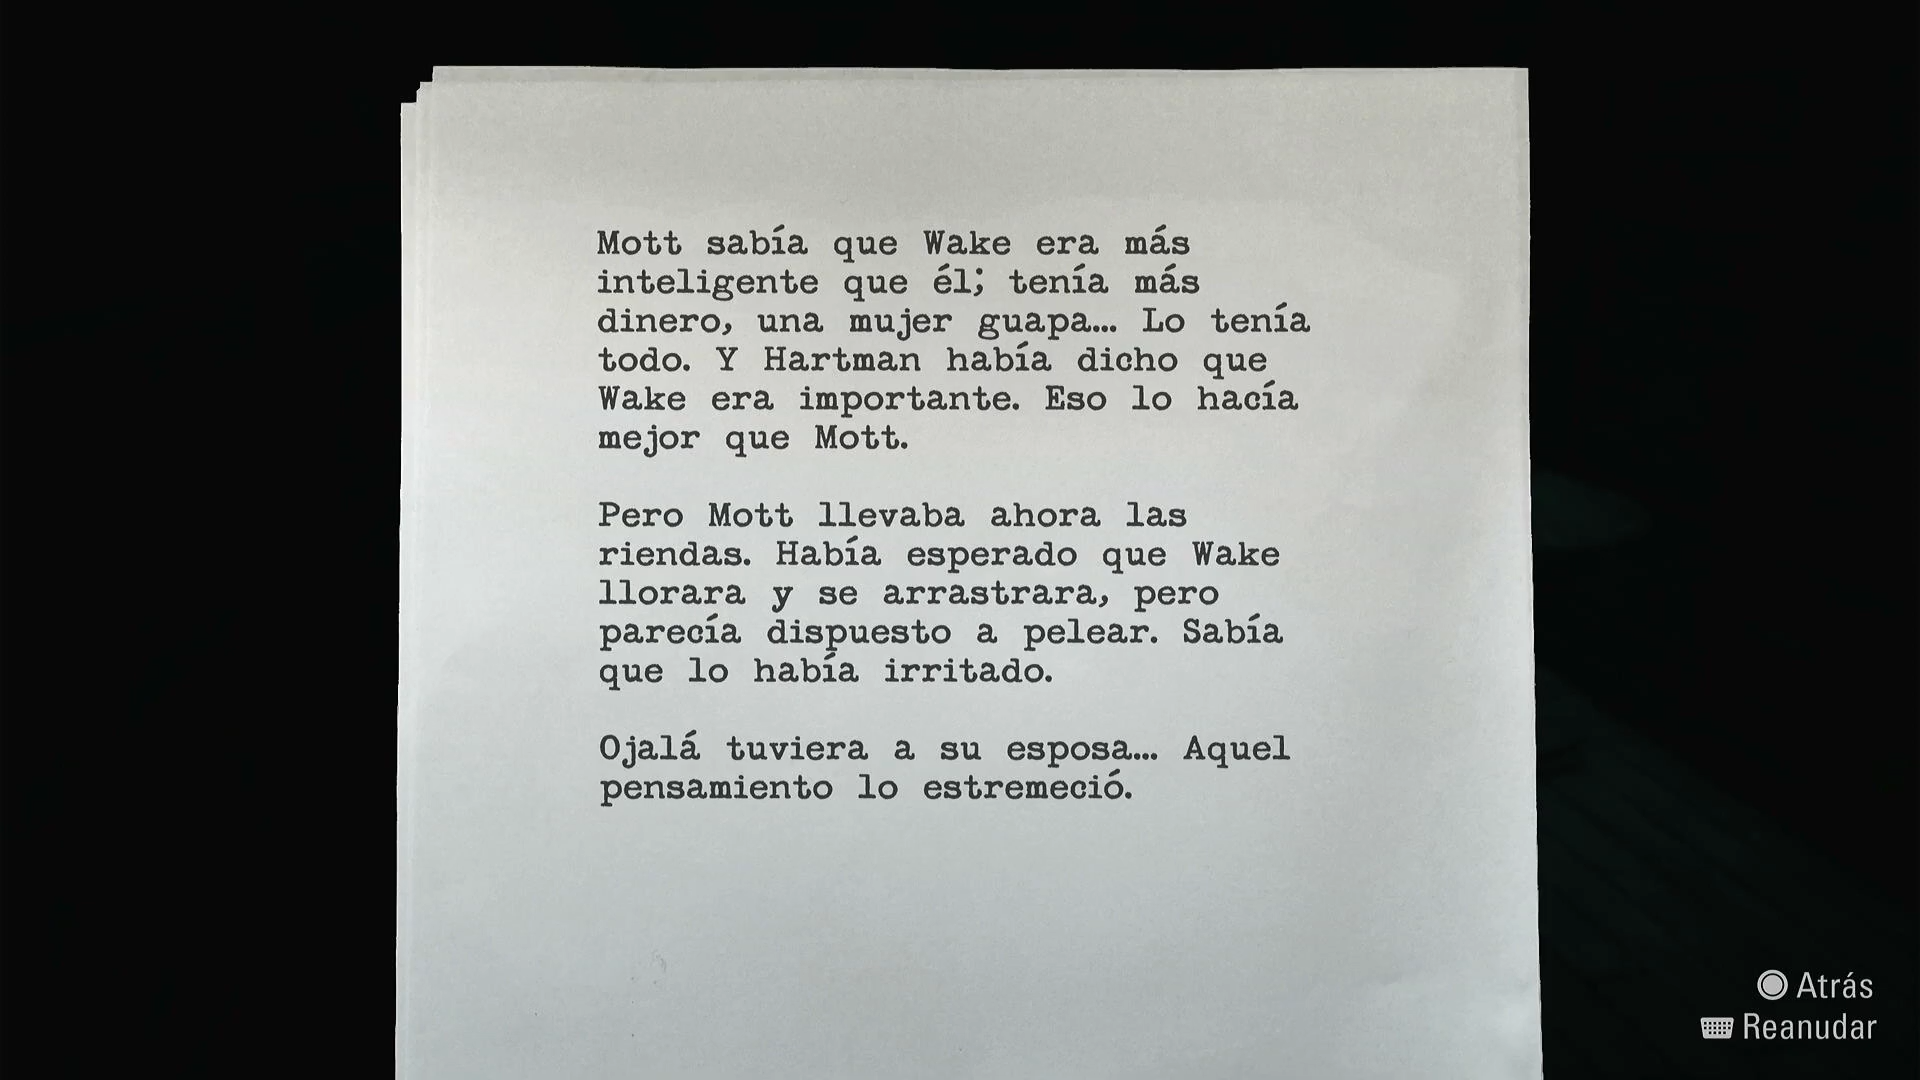 Mott sabía que Wake era más
inteligente que él; tenía más
dinero, una mujer guapa... Lo tenía
todo. Y Hartman había dicho que
Wake era importante. Eso lo hacía
mejor que Mott.
Pero Mott llevaba ahora las
riendas. Había esperado que Wake
llorara y se arrastrara, pero
parecía dispuesto a pelear. Sabía
que lo había irritado.
Ojalá tuviera a su esposa... Aquel
pensamiento lo estremeció.
Atrás
Reanudar